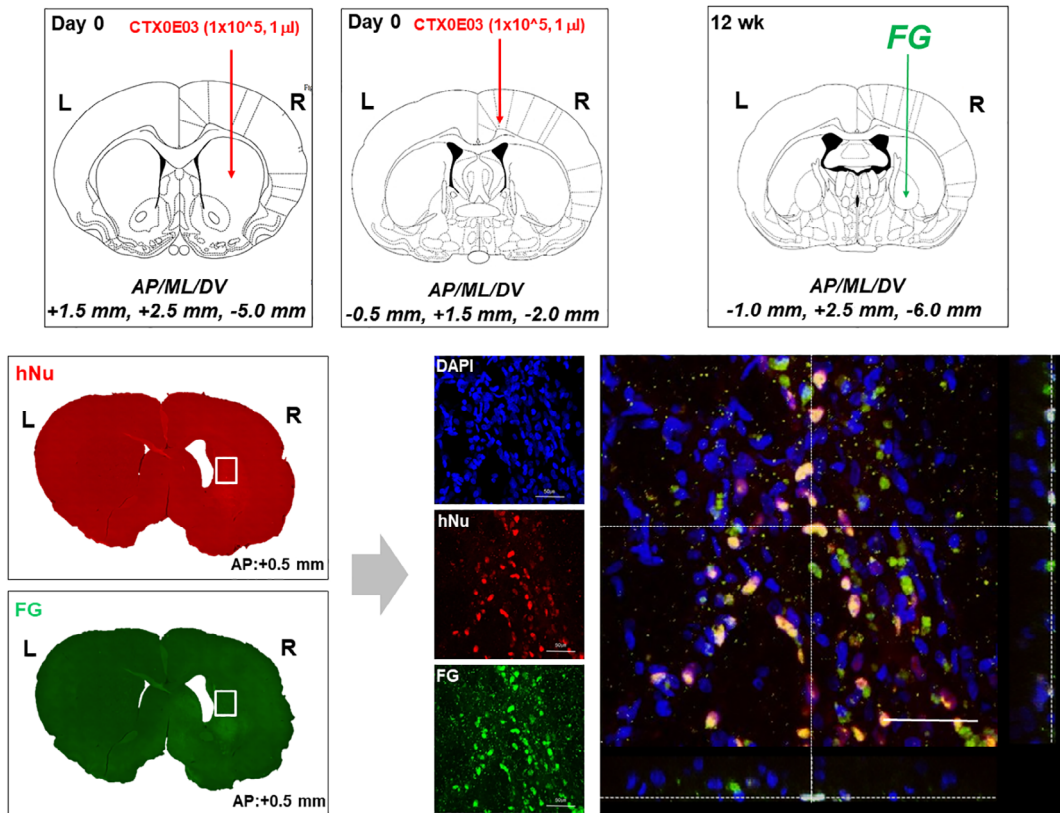 Day 0
CTX0E03 (1x10^5, 1 µl)
L
R
AP/ML/DV
+1.5 mm, +2.5 mm, -5.0 mm
Day 0
CTX0E03 (1x10^5, 1 µl)
L
R
AP/ML/DV
-0.5 mm, +1.5 mm, -2.0 mm
12 wk
FG
L
R
AP/ML/DV
-1.0 mm, +2.5 mm, -6.0 mm
hNu
L
R
AP:+0.5 mm
FG
L
R
AP:+0.5 mm
DAPI
hNu
FG